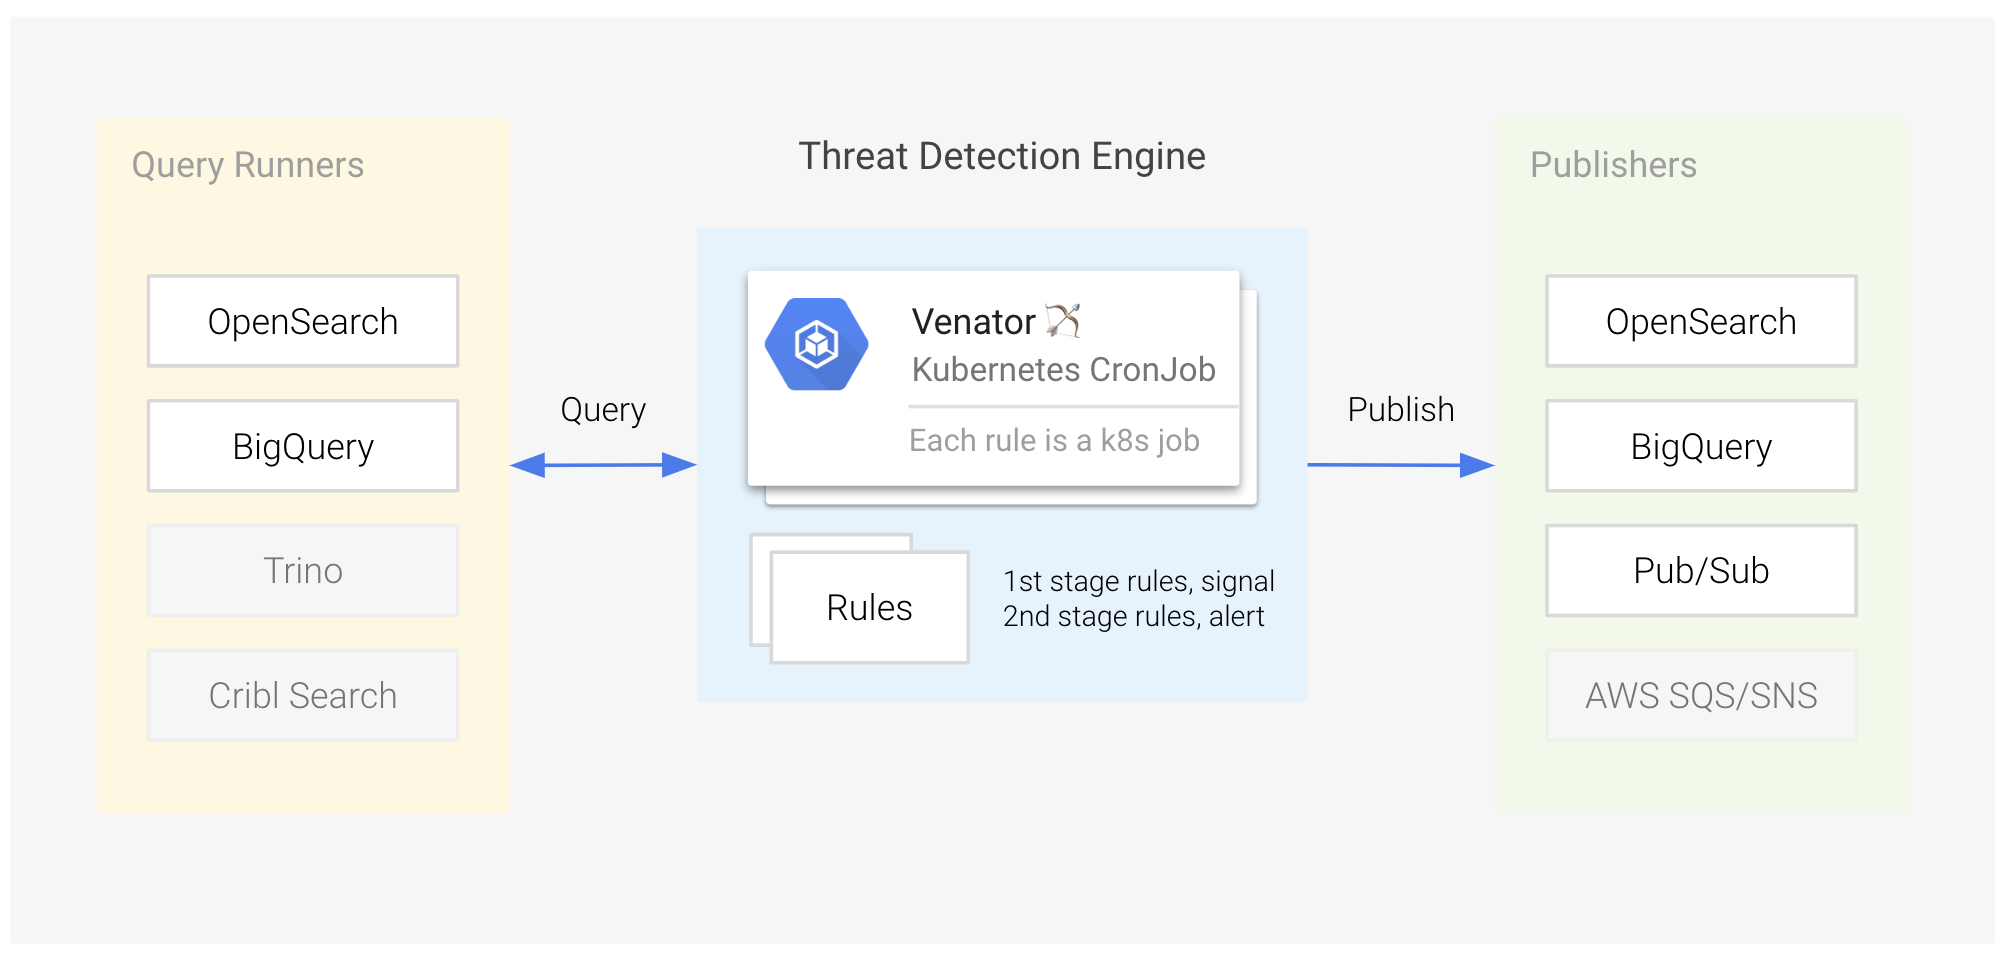 Threat Detection Engine
Query Runners
OpenSearch
BigQuery
Trino
Cribl Search
Query
Venator
Kubernetes CronJob
Each rule is a k8s job
Rules
1st stage rules, signal
2nd stage rules, alert
Publish
Publishers
OpenSearch
BigQuery
Pub/Sub
AWS SQS/SNS